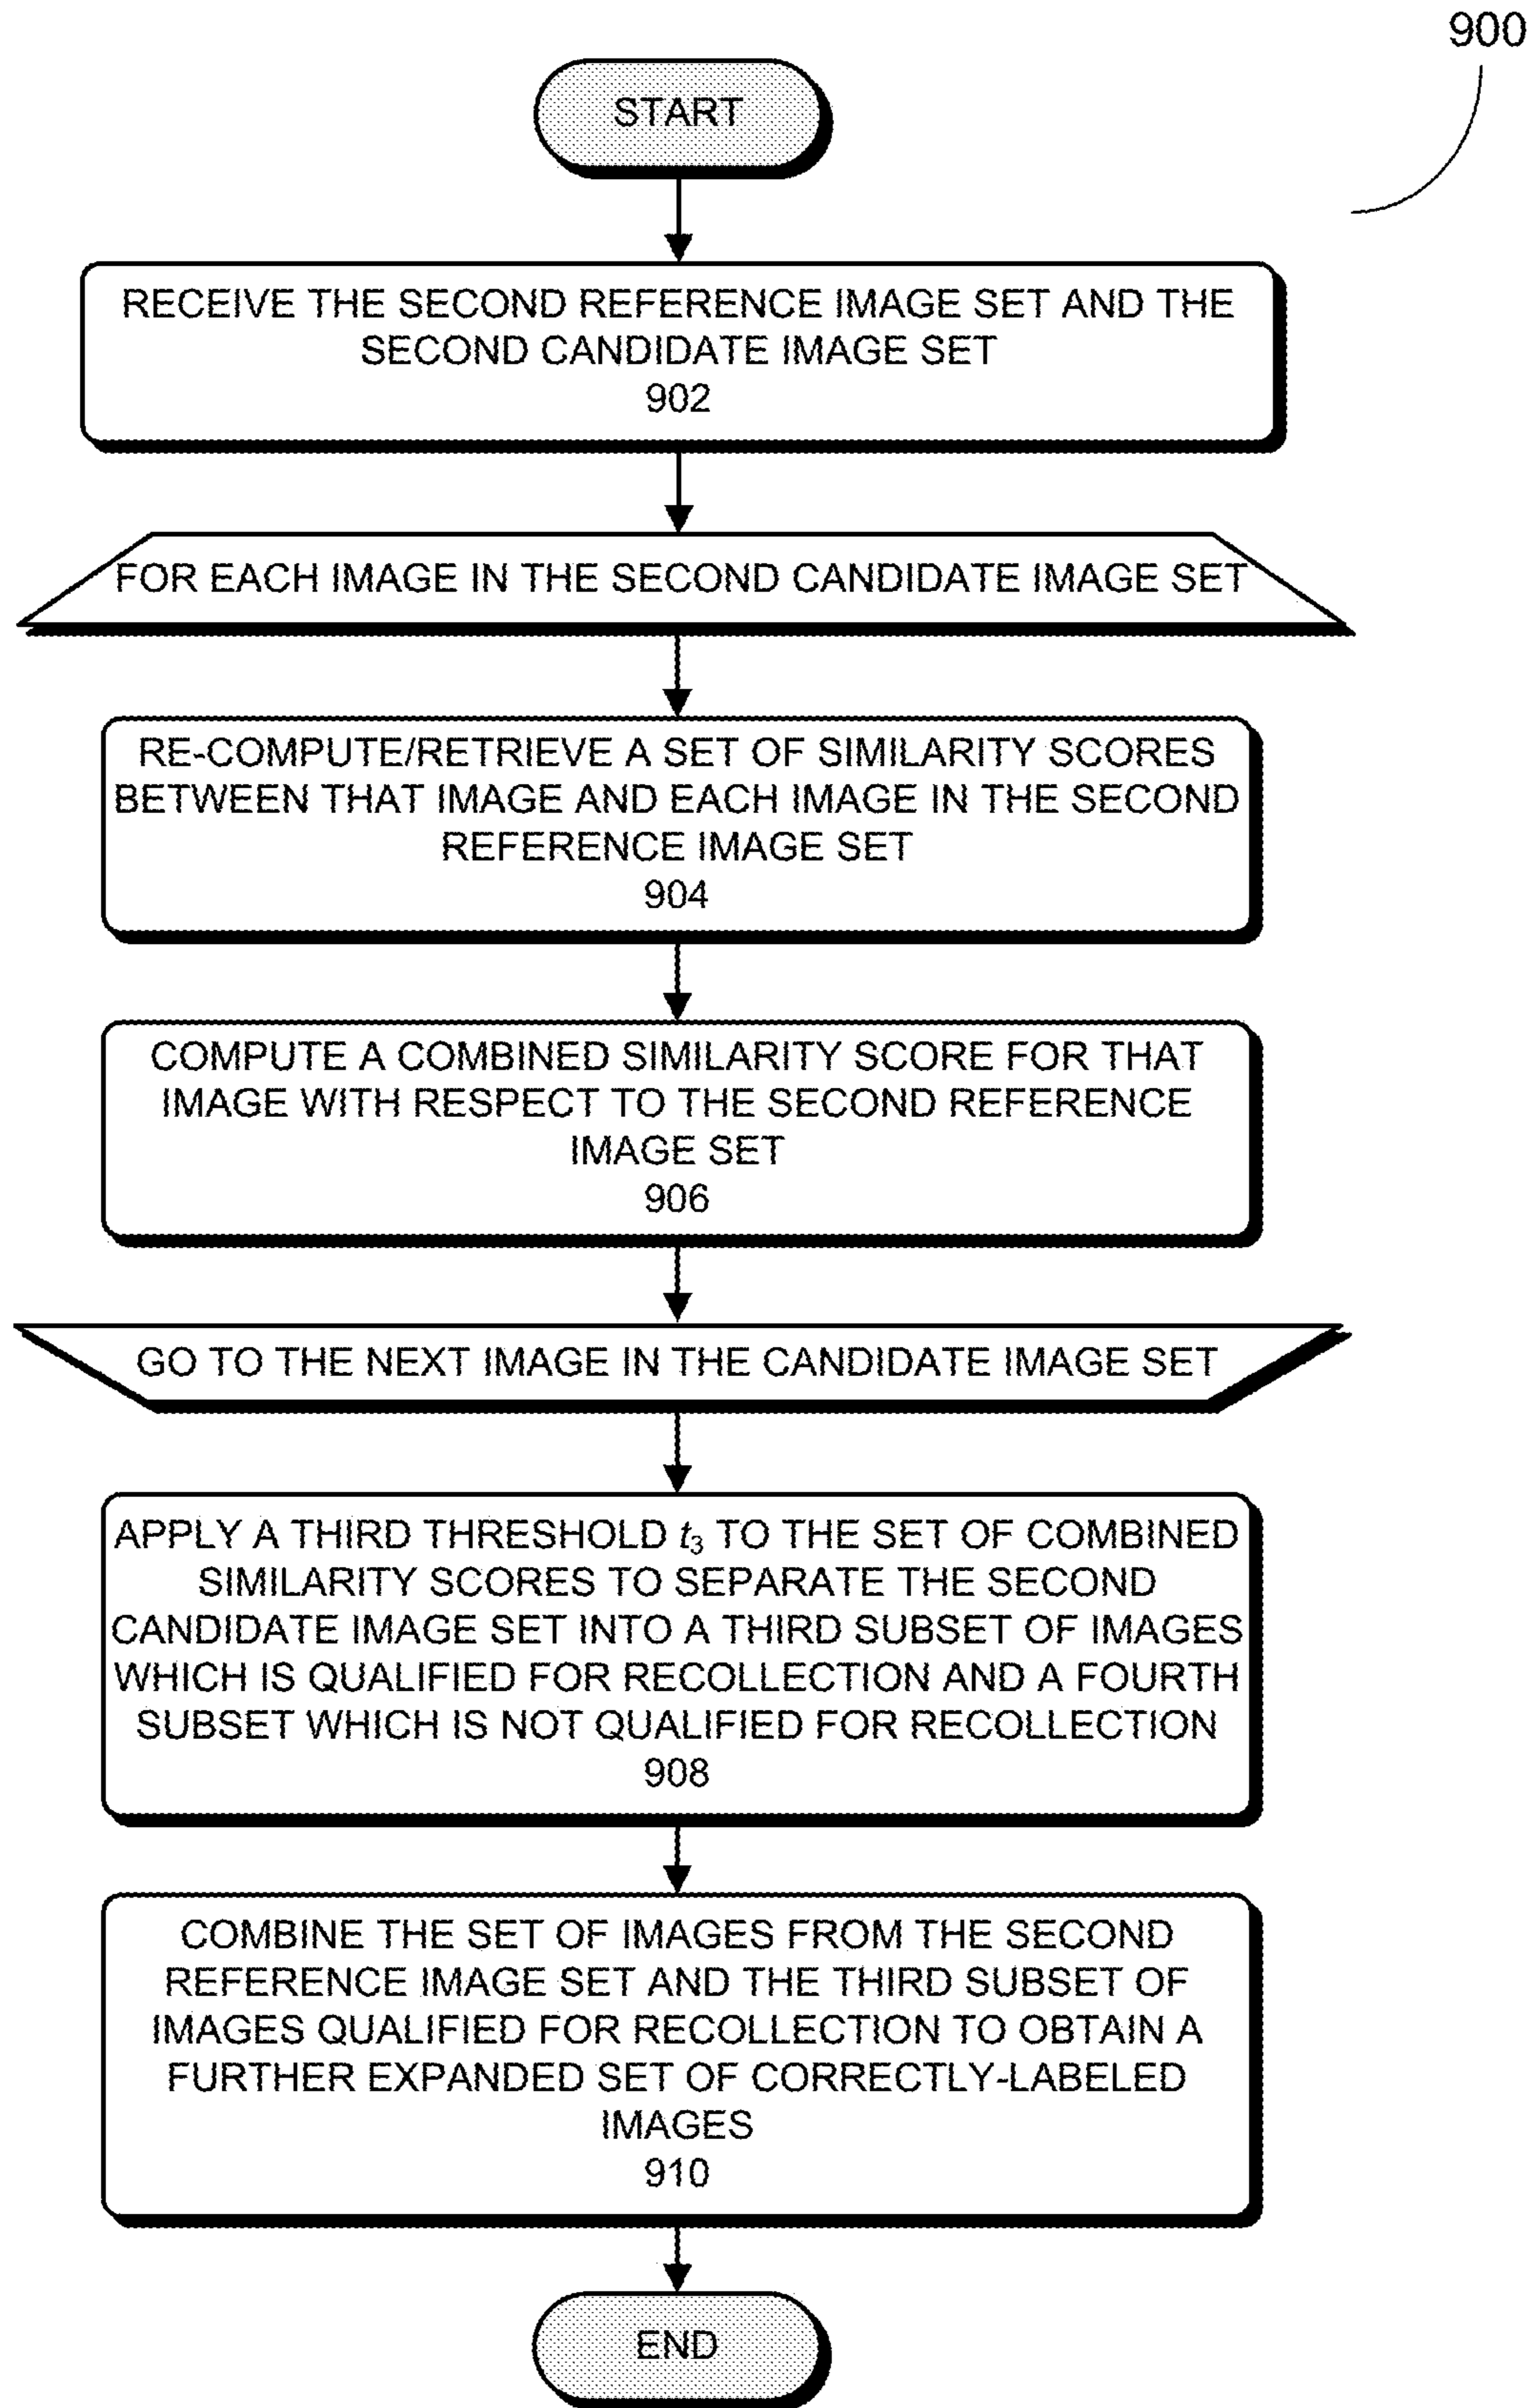 900
START
RECEIVE THE SECOND REFERENCE IMAGE SET AND THE
SECOND CANDIDATE IMAGE SET
902
FOR EACH IMAGE IN THE SECOND CANDIDATE IMAGE SET
RE-COMPUTE/RETRIEVE A SET OF SIMILARITY SCORES
BETWEEN THAT IMAGE AND EACH IMAGE IN THE SECOND
REFERENCE IMAGE SET
904
COMPUTE A COMBINED SIMILARITY SCORE FOR THAT
IMAGE WITH RESPECT TO THE SECOND REFERENCE
IMAGE SET
906
GO TO THE NEXT IMAGE IN THE CANDIDATE IMAGE SET
APPLY A THIRD THRESHOLD t₃ TO THE SET OF COMBINED
SIMILARITY SCORES TO SEPARATE THE SECOND
CANDIDATE IMAGE SET INTO A THIRD SUBSET OF IMAGES
WHICH IS QUALIFIED FOR RECOLLECTION AND A FOURTH
SUBSET WHICH IS NOT QUALIFIED FOR RECOLLECTION
908
COMBINE THE SET OF IMAGES FROM THE SECOND
REFERENCE IMAGE SET AND THE THIRD SUBSET OF
IMAGES QUALIFIED FOR RECOLLECTION TO OBTAIN A
FURTHER EXPANDED SET OF CORRECTLY-LABELED
IMAGES
910
END